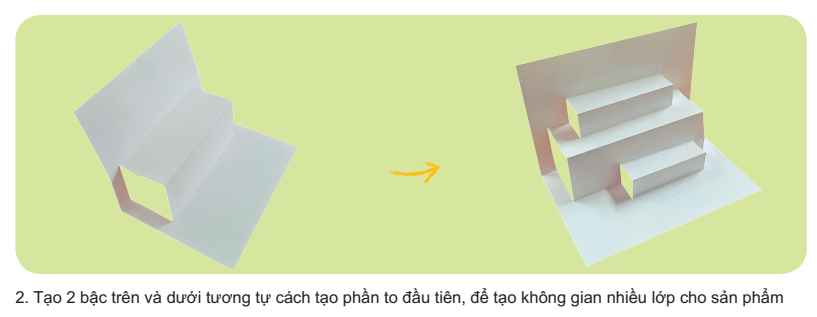 2. Tạo 2 bậc trên và dưới tương tự cách tạo phần to đầu tiên, để tạo không gian nhiều lớp cho sản phẩm